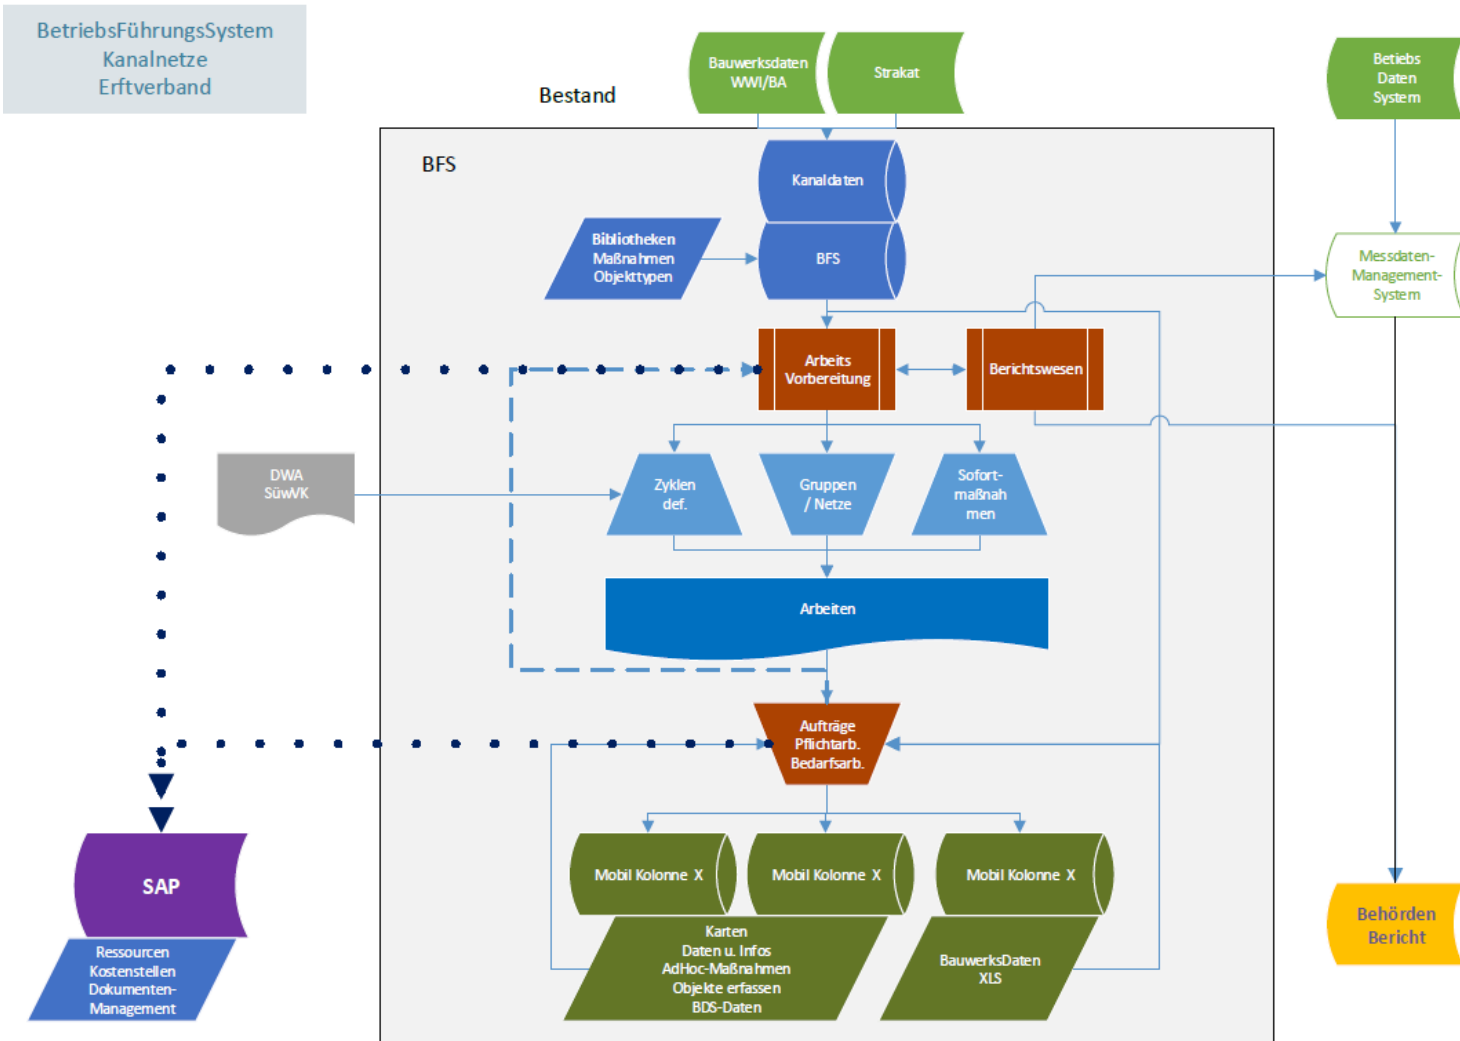 BetriebsFührungsSystem
Kanalnetze
Erftverband
Bestand
Bauwerksdaten
WWI/BA
Strakat
Betiebs
Daten
System
BFS
Kanaldaten
Bibliotheken
Maßnahmen
Objekttypen
BFS
Messdaten-
Management-
System
Arbeits
Vorbereitung
Berichtswesen
DWA
SüwVK
Zyklen
def.
Gruppen
/ Netze
Sofort-
maßnah
men
Arbeiten
Aufträge
Pflichtarb.
Bedarfsarb.
SAP
Mobil Kolonne X
Mobil Kolonne X
Mobil Kolonne X
Behörden
Bericht
Ressourcen
Kostenstellen
Dokumenten-
Management
Karten
Daten u. Infos
AdHoc-Maßnahmen
Objekte erfassen
BDS-Daten
BauwerksDaten
XLS